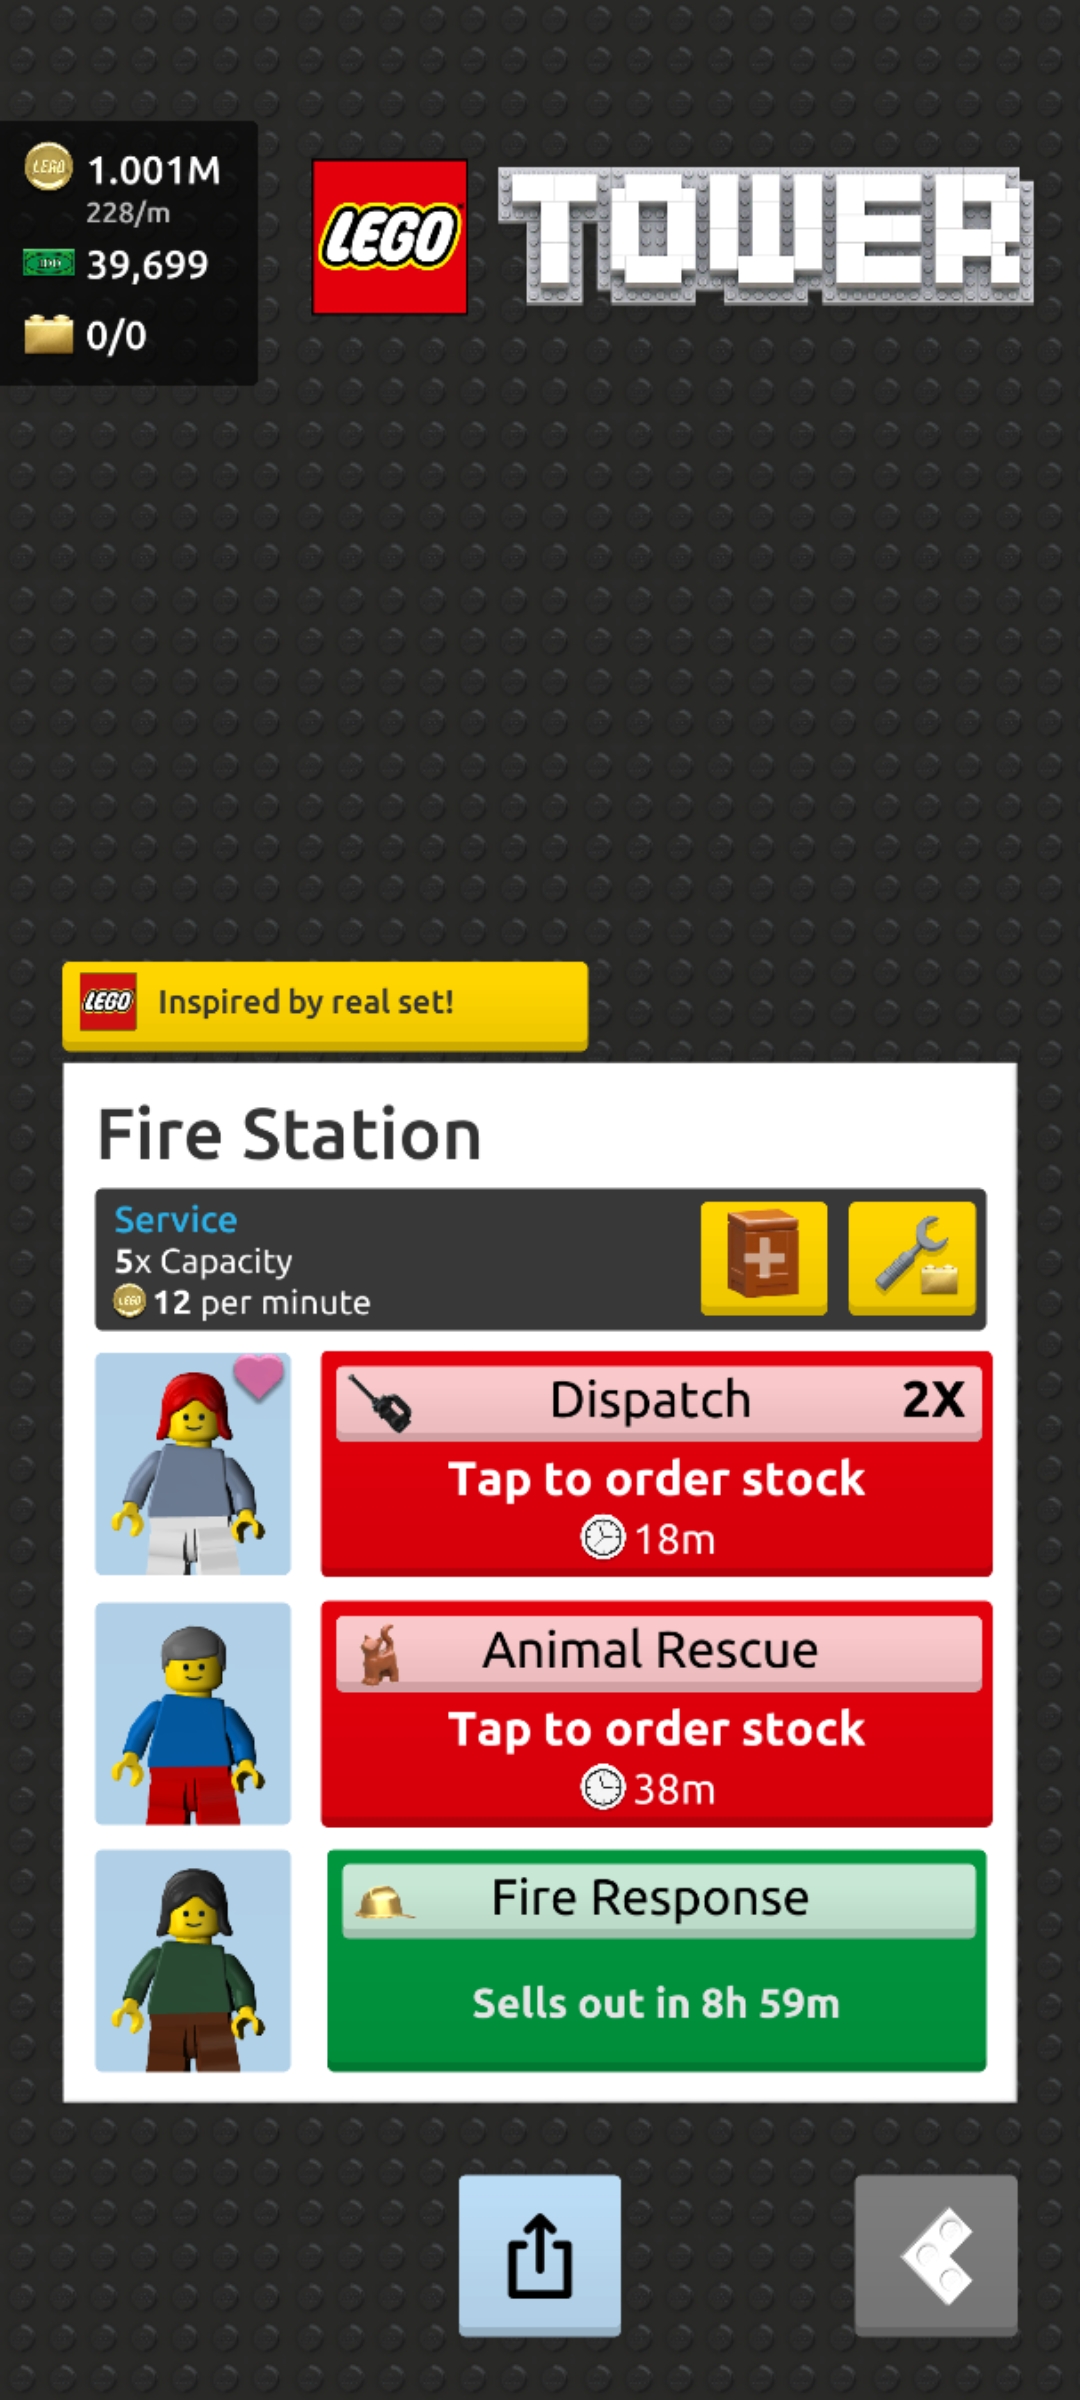 1.001M
228/m
39,699
0/0
LEGO TOWER
LEGO Inspired by real set!
Fire Station
Service
5x Capacity
12 per minute
Dispatch 2X
Tap to order stock
18m
Animal Rescue
Tap to order stock
38m
Fire Response
Sells out in 8h 59m